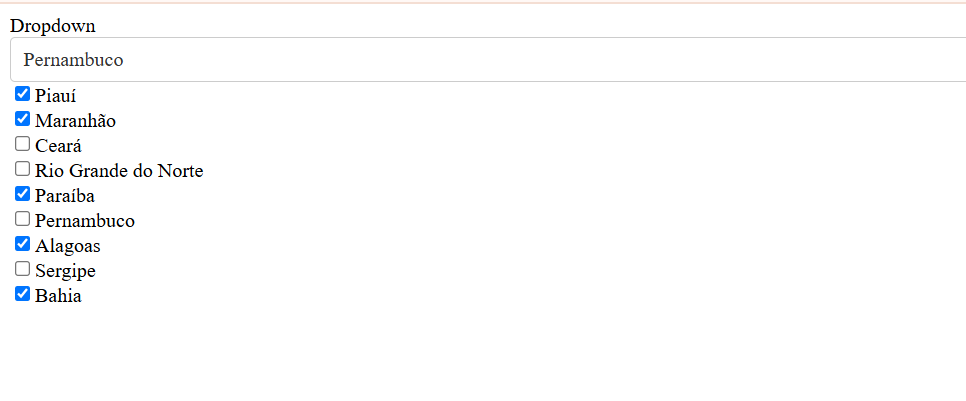 Dropdown
Pernambuco
Piauí
Maranhão
Ceará
Rio Grande do Norte
Paraíba
Pernambuco
Alagoas
Sergipe
Bahia